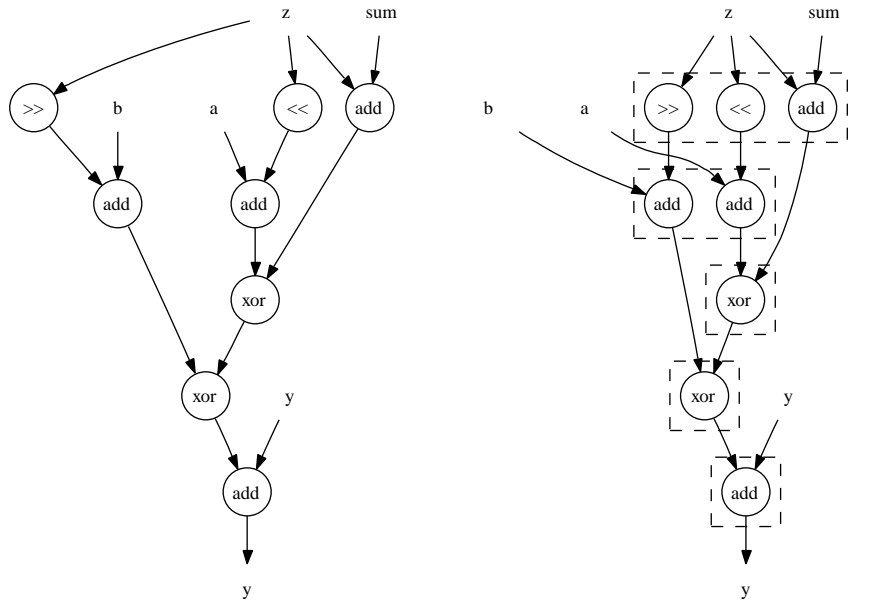 z sum
>> b a << add
add add
xor
xor y
add
y
z sum
b a >> << add
add add
xor
xor y
add
y